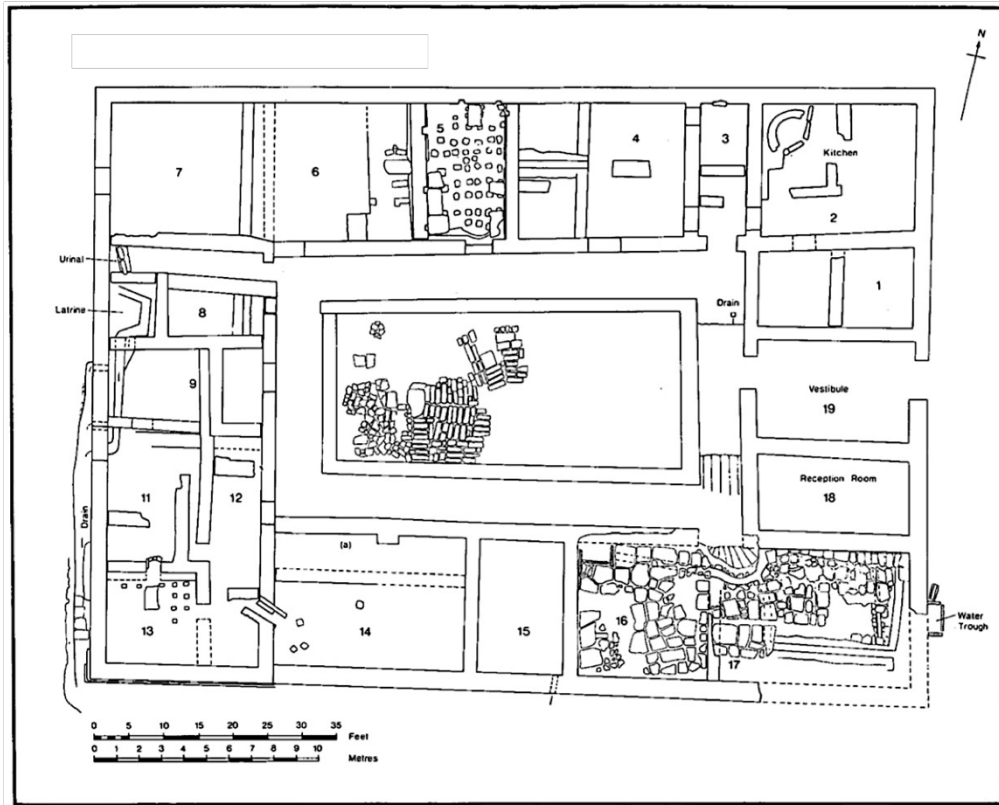 N
5
4
3
7
6
Kitchen
2
Urinal
1
Latrine
8
Drain
9
Vestibule
19
Reception Room
18
11
12
Drain
(a)
16
Water
Trough
13
14
15
17
0 5 10 15 20 25 30 35
Feet
0 1 2 3 4 5 6 7 8 9 10
Metres